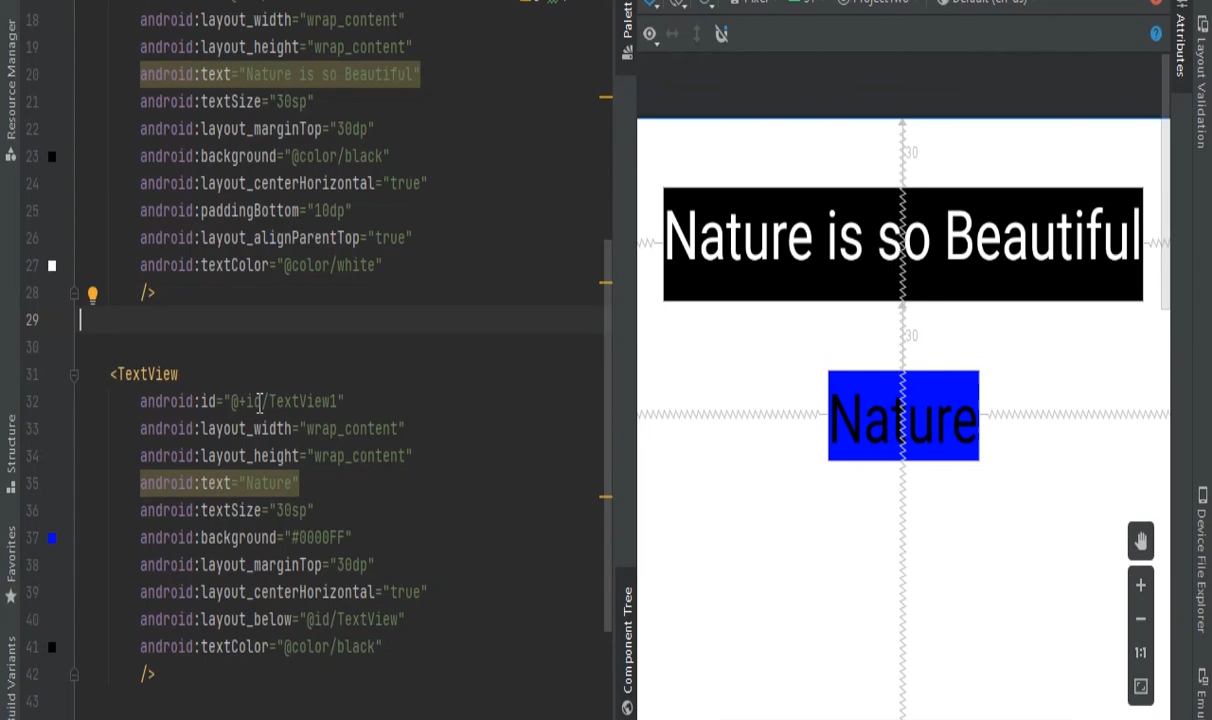 Resource Manager
Structure
Favorites
Build Variants
18 android:layout_width="wrap_content"
19 android:layout_height="wrap_content"
20 android:text="Nature is so Beautiful"
21 android:textSize="30sp"
22 android:layout_marginTop="30dp"
23 android:background="@color/black"
24 android:layout_centerHorizontal="true"
25 android:paddingBottom="10dp"
26 android:layout_alignParentTop="true"
27 android:textColor="@color/white"
28 />
29
30
31 <TextView
32 android:id="@+id/TextView1"
33 android:layout_width="wrap_content"
34 android:layout_height="wrap_content"
35 android:text="Nature"
36 android:textSize="30sp"
37 android:background="#0000FF"
38 android:layout_marginTop="30dp"
39 android:layout_centerHorizontal="true"
40 android:layout_below="@id/TextView"
41 android:textColor="@color/black"
42 />
43
Palett
Component Tree
?
30
Nature is so Beautiful
30
Nature
+
−
1:1
Attributes
Layout Validation
Device File Explorer
Emu